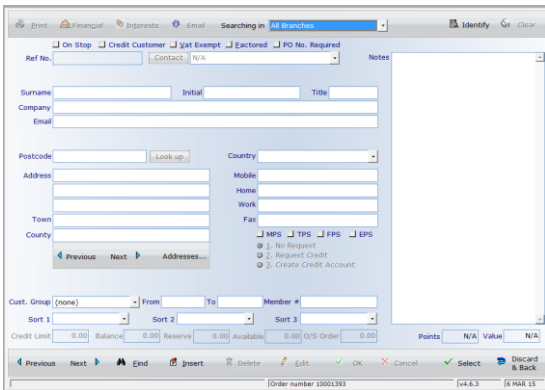 Print Financial Interests Email Searching in All Branches Identify Clear
On Stop Credit Customer Vat Exempt Factored PO No. Required
Ref No. Contact N/A Notes
Surname Initial Title
Company
Email
Postcode Look up Country
Address Mobile
Home
Work
Town Fax
County MPS TPS FPS EPS
1. No Request
Previous Next Addresses... 2. Request Credit
3. Create Credit Account
Cust. Group (none) From To Member #
Sort 1 Sort 2 Sort 3
Credit Limit 0.00 Balance 0.00 Reserve 0.00 Available 0.00 O/S Order 0.00 Points N/A Value N/A
Previous Next Find Insert Delete Edit OK Cancel Select Discard & Back
Order number 10001393 v4.6.3 6 MAR 15